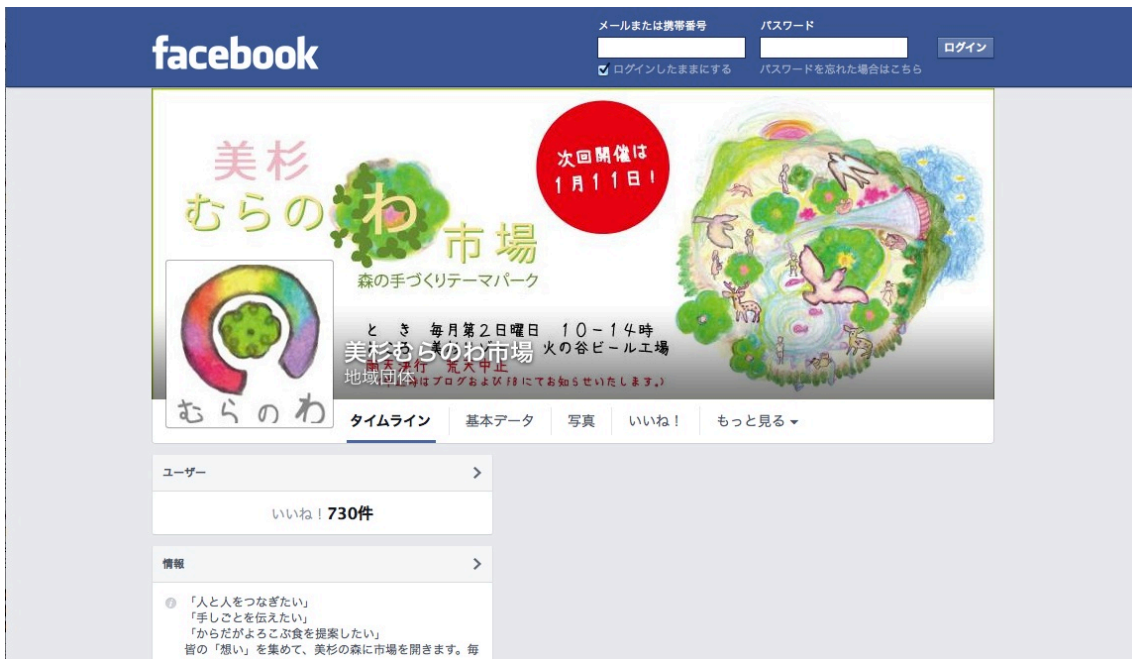 facebook
メールまたは携帯番号
パスワード
ログイン
ログインしたままにする
パスワードを忘れた場合はこちら
美杉
むらのわ市場
森の手づくりテーマパーク
次回開催は
1月11日!
とき 毎月第2日曜日 10-14時
火の谷ビール工場
雨天決行 荒天中止
はブログおよびFBにてお知らせいたします。)
美杉むらのわ市場
地域団体
むらのわ
タイムライン
基本データ
写真
いいね!
もっと見る
ユーザー
いいね!730件
情報
「人と人をつなぎたい」
「手しごとを伝えたい」
「からだがよろこぶ食を提案したい」
皆の「想い」を集めて、美杉の森に市場を開きます。毎